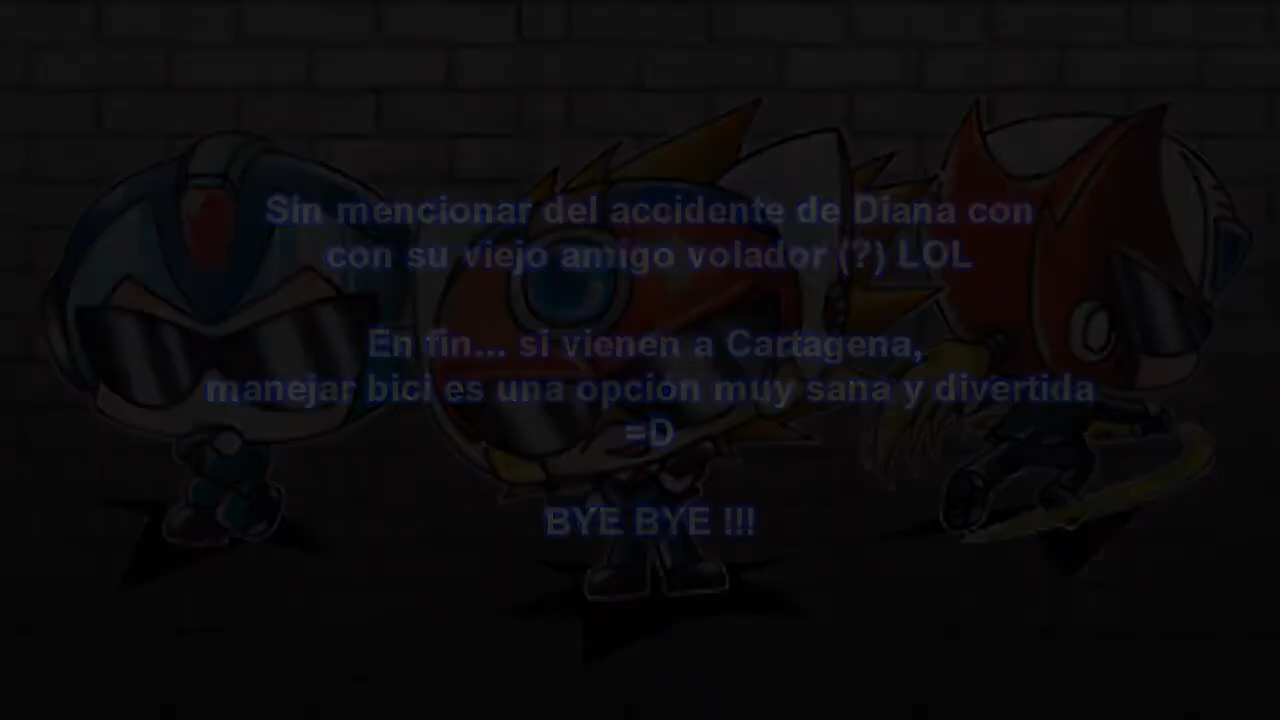 Sin mencionar del accidente de Diana con
con su viejo amigo volador (?) LOL
En fin... si vienen a Cartagena,
manejar bici es una opción muy sana y divertida
=D
BYE BYE !!!